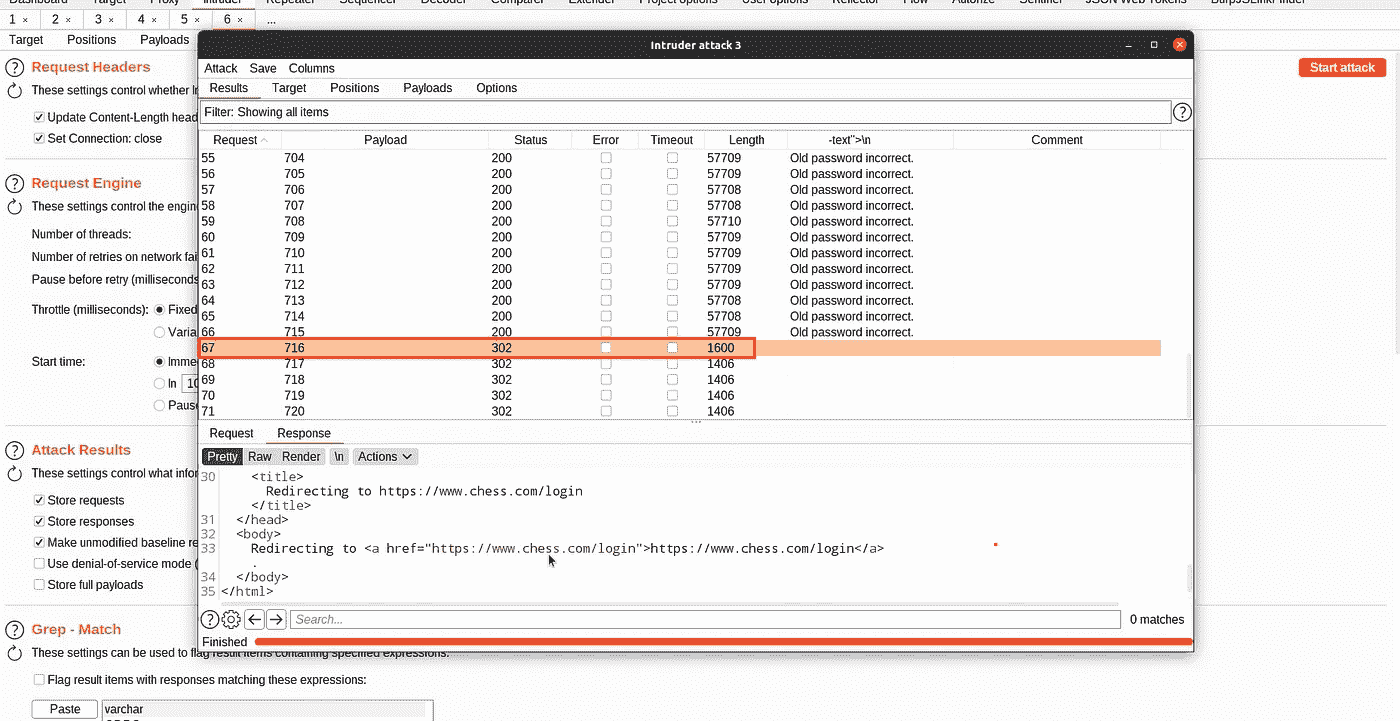 Dashboard Target Proxy Intruder Repeater Sequencer Decoder Comparer Extender Project options User options Reflector Flow Autorize Sentinel JSON Web Tokens BurpJSLinkFinder
1 × 2 × 3 × 4 × 5 × 6 × ...
Target Positions Payloads
Intruder attack 3
Request Headers
Start attack
These settings control whether In
Update Content-Length head
Set Connection: close
Request Engine
These settings control the engin
Number of threads:
Number of retries on network fai
Pause before retry (milliseconds
Throttle (milliseconds): Fixed
Varia
Start time: Imme
In 10
Paus
Attack Results
These settings control what infor
Store requests
Store responses
Make unmodified baseline re
Use denial-of-service mode (
Store full payloads
Grep - Match
These settings can be used to flag result items containing specified expressions.
Flag result items with responses matching these expressions:
Paste varchar
Attack Save Columns
Results Target Positions Payloads Options
Filter: Showing all items ?
Request Payload Status Error Timeout Length -text">\n Comment
55 704 200 57709 Old password incorrect.
56 705 200 57709 Old password incorrect.
57 706 200 57708 Old password incorrect.
58 707 200 57708 Old password incorrect.
59 708 200 57710 Old password incorrect.
60 709 200 57709 Old password incorrect.
61 710 200 57709 Old password incorrect.
62 711 200 57709 Old password incorrect.
63 712 200 57709 Old password incorrect.
64 713 200 57708 Old password incorrect.
65 714 200 57708 Old password incorrect.
66 715 200 57709 Old password incorrect.
67 716 302 1600
68 717 302 1406
69 718 302 1406
70 719 302 1406
71 720 302 1406
Request Response
Pretty Raw Render \n Actions
30 <title>
Redirecting to https://www.chess.com/login
</title>
31 </head>
32 <body>
33 Redirecting to <a href="https://www.chess.com/login">https://www.chess.com/login</a>
.
34 </body>
35 </html>
? Search... 0 matches
Finished